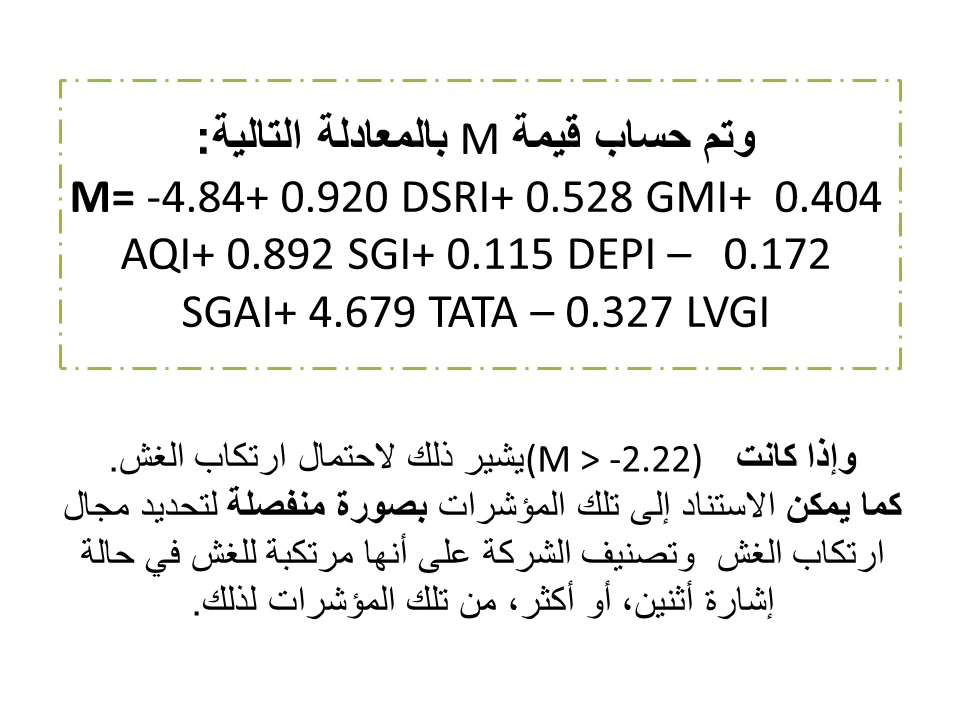 وتم حساب قيمة M بالمعادلة التالية:
M= -4.84+ 0.920 DSRI+ 0.528 GMI+ 0.404
AQI+ 0.892 SGI+ 0.115 DEPI – 0.172
SGAI+ 4.679 TATA – 0.327 LVGI
وإذا كانت (M > -2.22)يشير ذلك لاحتمال ارتكاب الغش.
كما يمكن الاستناد إلى تلك المؤشرات بصورة منفصلة لتحديد مجال
ارتكاب الغش وتصنيف الشركة على أنها مرتكبة للغش في حالة
إشارة أثنين، أو أكثر، من تلك المؤشرات لذلك.